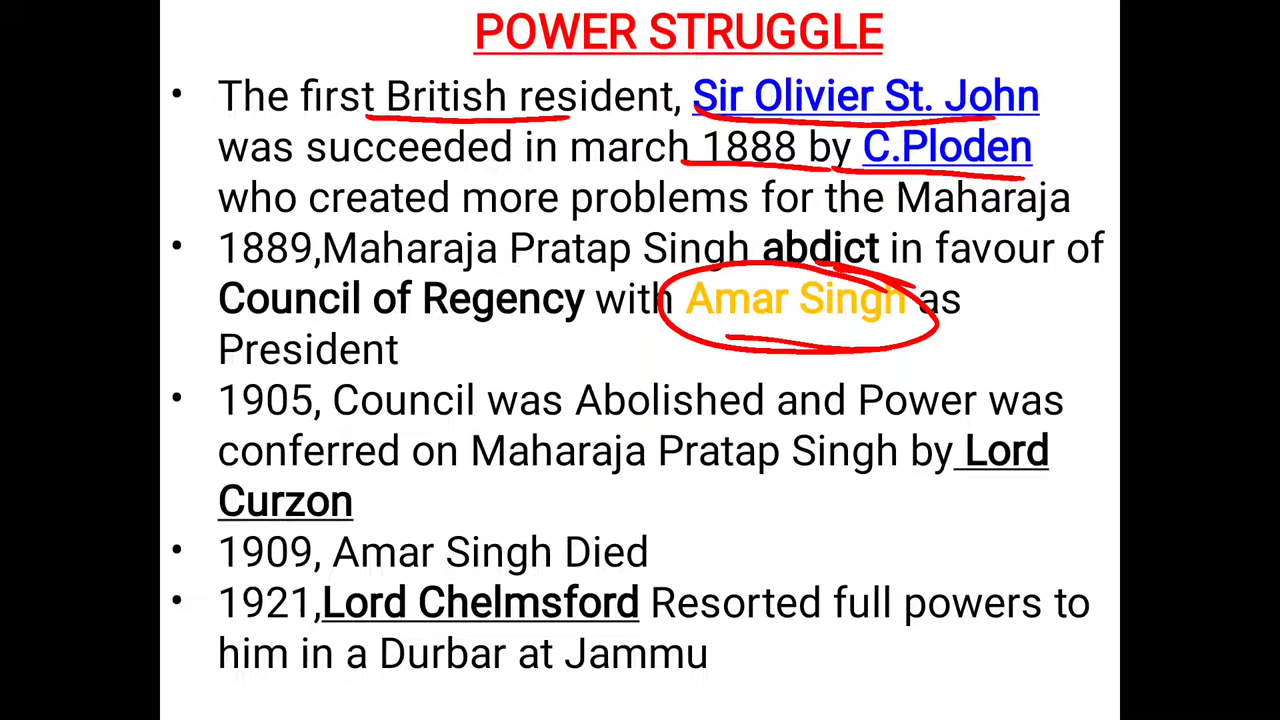 POWER STRUGGLE
• The first British resident, Sir Olivier St. John
was succeeded in march 1888 by C.Ploden
who created more problems for the Maharaja
• 1889,Maharaja Pratap Singh abdict in favour of
Council of Regency with Amar Singh as
President
• 1905, Council was Abolished and Power was
conferred on Maharaja Pratap Singh by Lord
Curzon
• 1909, Amar Singh Died
• 1921,Lord Chelmsford Resorted full powers to
him in a Durbar at Jammu